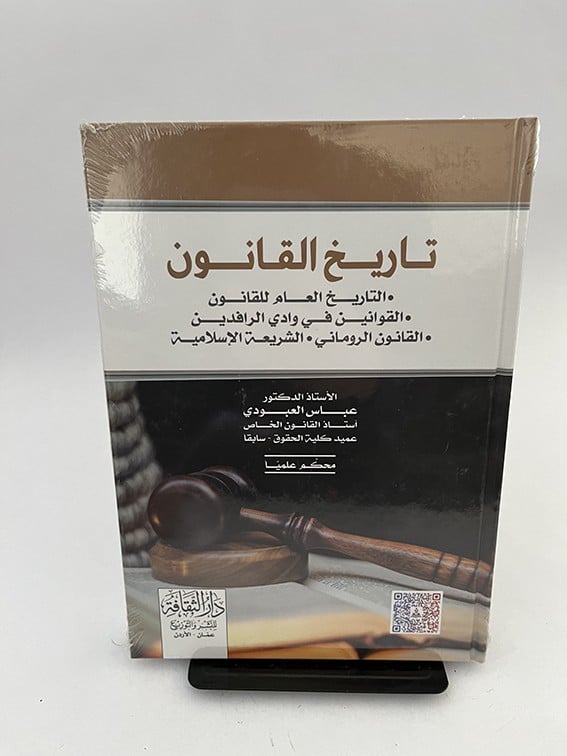 تاريخ القانون
• التاريخ العام للقانون
• القوانين في وادي الرافدين
• القانون الروماني • الشريعة الإسلامية
الأستاذ الدكتور
عباس العبودي
أستاذ القانون الخاص
عميد كلية الحقوق - سابقا
محكم علميًا
دار الثقافة
للنشر والتوزيع
عمان - الأردن